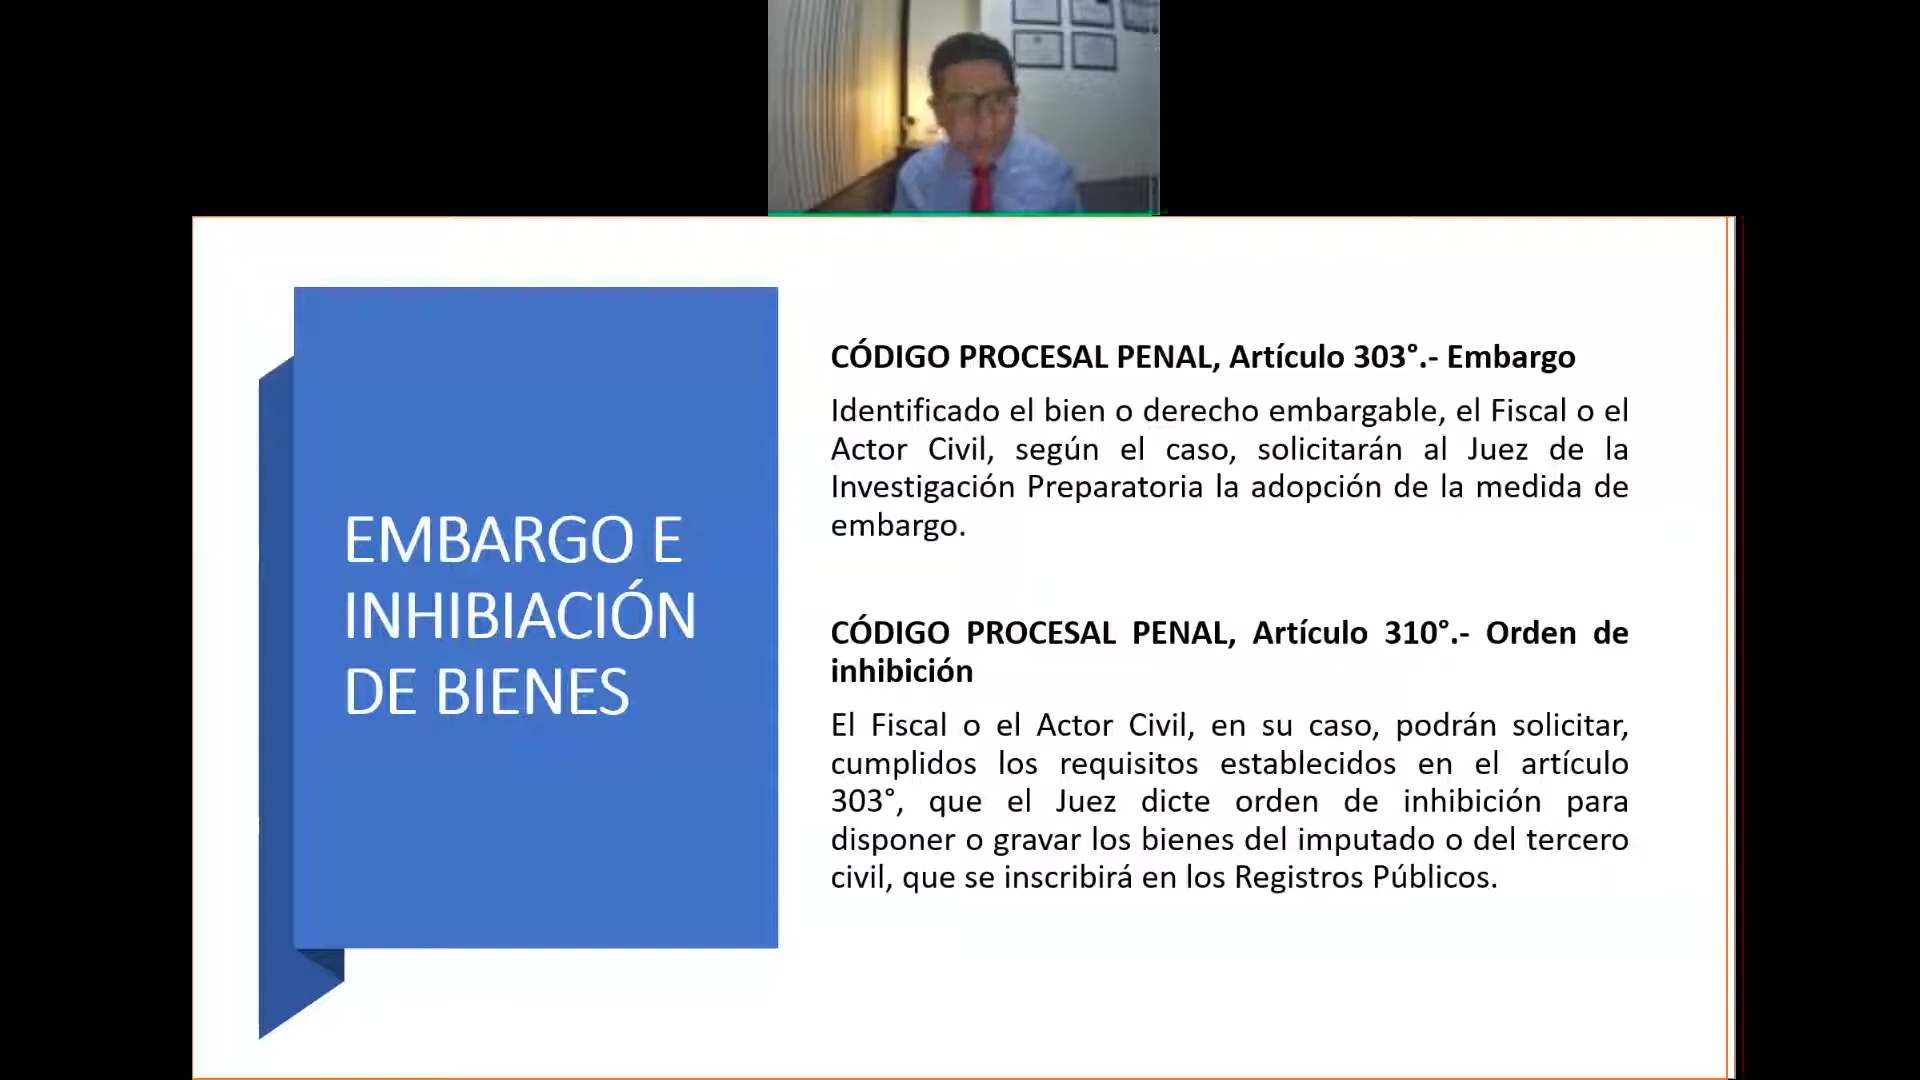 EMBARGO E
INHIBIACIÓN
DE BIENES
CÓDIGO PROCESAL PENAL, Artículo 303°.- Embargo
Identificado el bien o derecho embargable, el Fiscal o el
Actor Civil, según el caso, solicitarán al Juez de la
Investigación Preparatoria la adopción de la medida de
embargo.
CÓDIGO PROCESAL PENAL, Artículo 310°.- Orden de
inhibición
El Fiscal o el Actor Civil, en su caso, podrán solicitar,
cumplidos los requisitos establecidos en el artículo
303°, que el Juez dicte orden de inhibición para
disponer o gravar los bienes del imputado o del tercero
civil, que se inscribirá en los Registros Públicos.